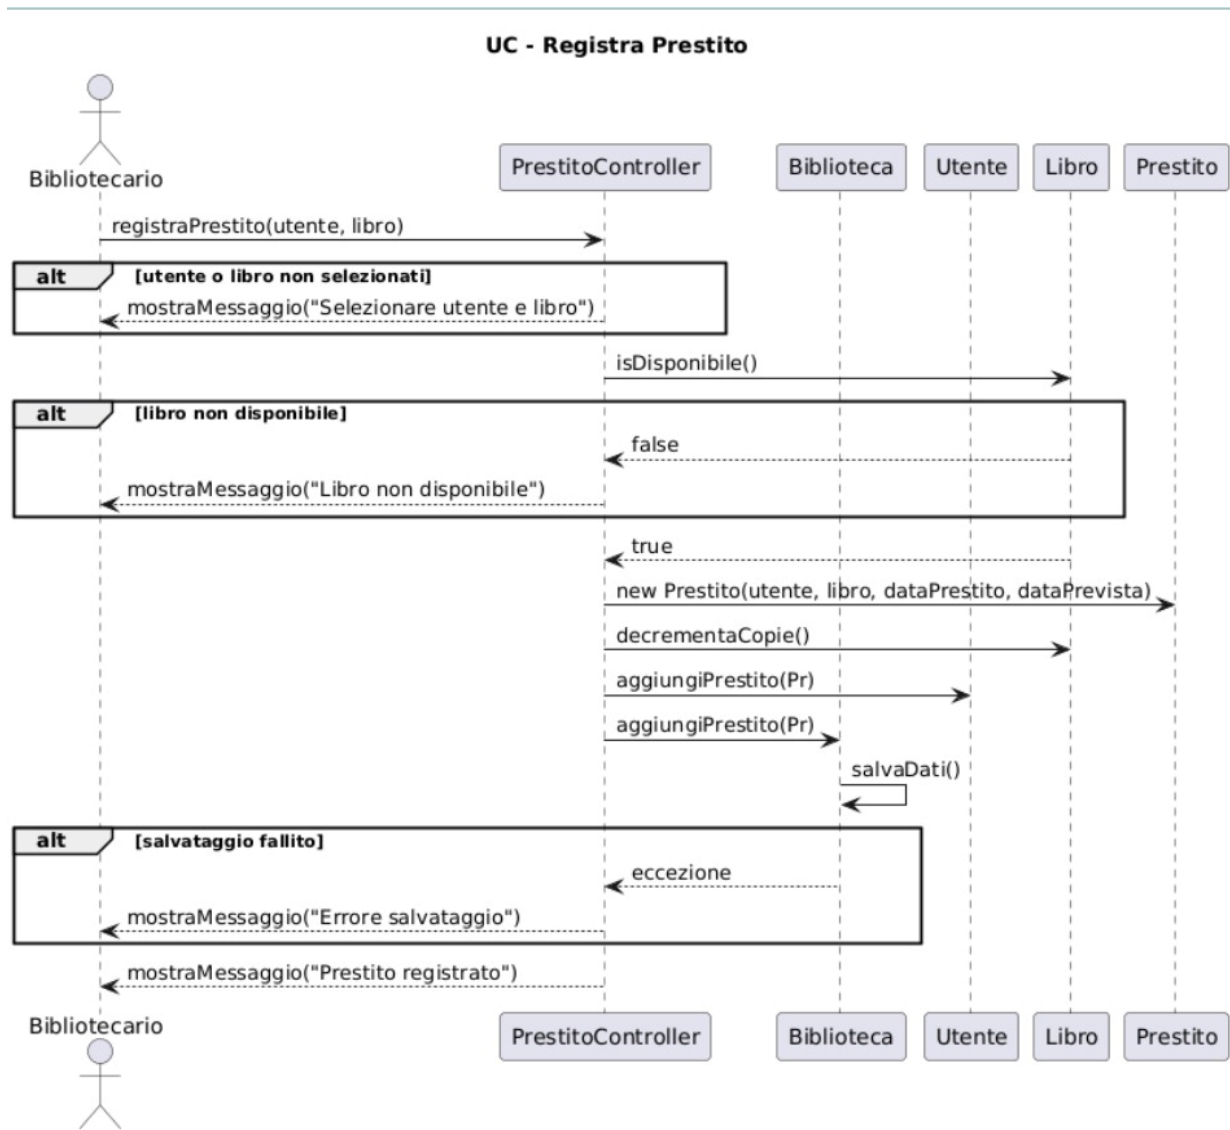 UC - Registra Prestito
Bibliotecario
PrestitoController
Biblioteca
Utente
Libro
Prestito
registraPrestito(utente, libro)
alt
[utente o libro non selezionati]
mostraMessaggio("Selezionare utente e libro")
isDisponibile()
alt
[libro non disponibile]
false
mostraMessaggio("Libro non disponibile")
true
new Prestito(utente, libro, dataPrestito, dataPrevista)
decrementaCopie()
aggiungiPrestito(Pr)
aggiungiPrestito(Pr)
salvaDati()
alt
[salvataggio fallito]
eccezione
mostraMessaggio("Errore salvataggio")
mostraMessaggio("Prestito registrato")
Bibliotecario
PrestitoController
Biblioteca
Utente
Libro
Prestito